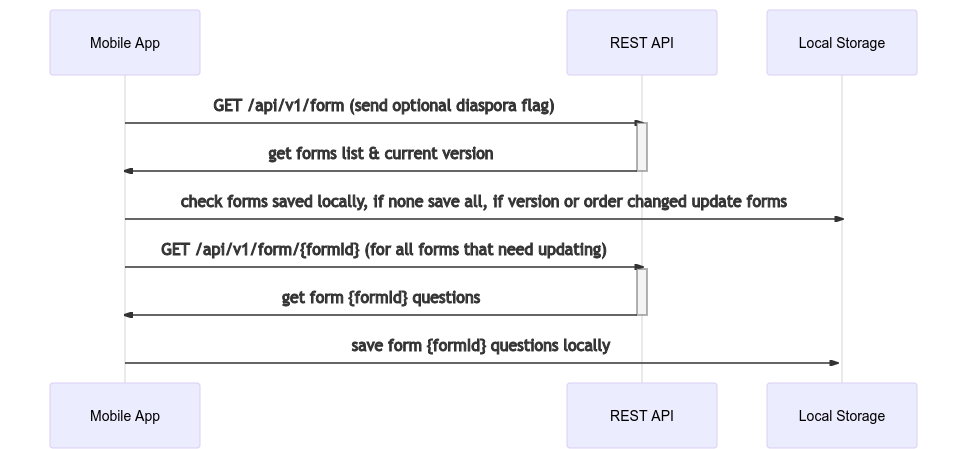 Mobile App
REST API
Local Storage
GET /api/v1/form (send optional diaspora flag)
get forms list & current version
check forms saved locally, if none save all, if version or order changed update forms
GET /api/v1/form/{formId} (for all forms that need updating)
get form {formId} questions
save form {formId} questions locally
Mobile App
REST API
Local Storage